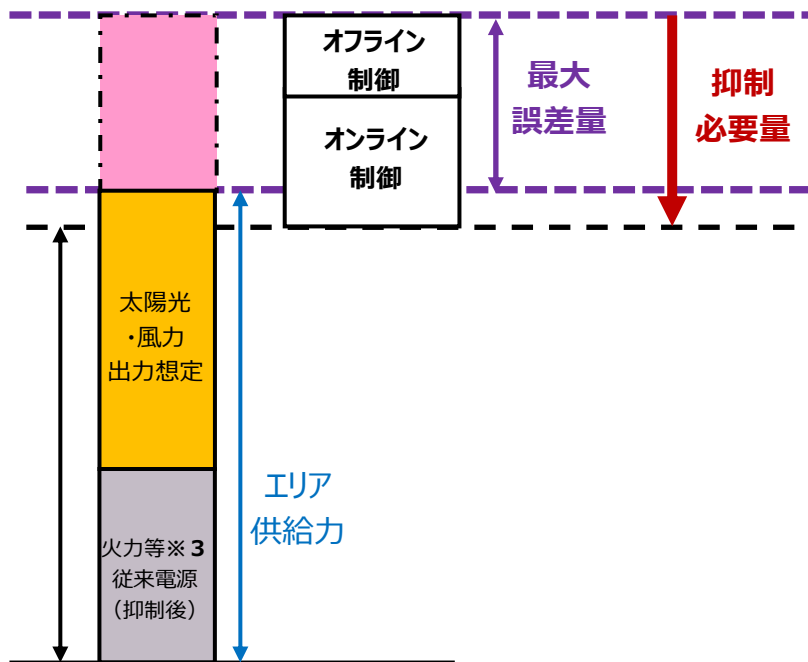 オフライン
制御
オンライン
制御
最大
誤差量
抑制
必要量
太陽光
・風力
出力想定
エリア
供給力
火力等※３
従来電源
（抑制後）